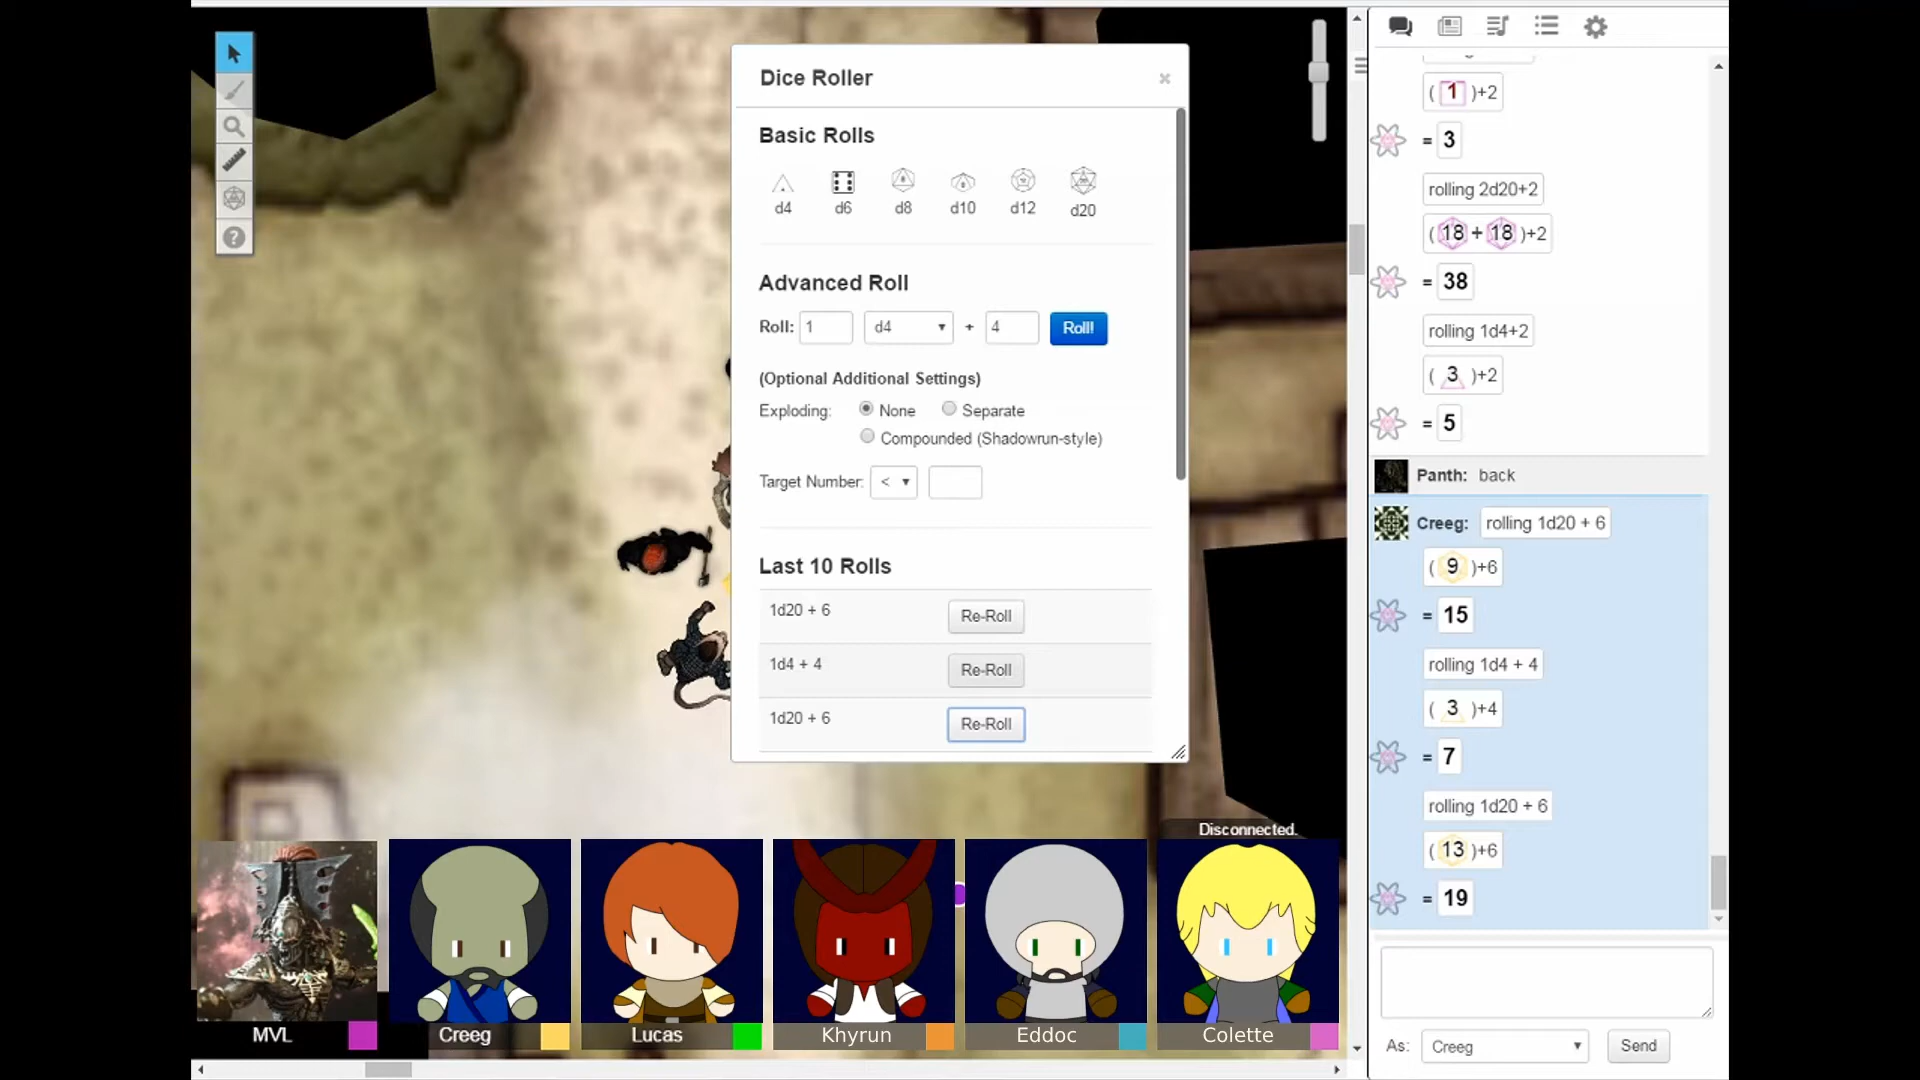 Dice Roller
×
Basic Rolls
d4 d6 d8 d10 d12 d20
Advanced Roll
Roll: 1 d4 + 4 Roll!
(Optional Additional Settings)
Exploding: None Separate
Compounded (Shadowrun-style)
Target Number: <
Last 10 Rolls
1d20 + 6 Re-Roll
1d4 + 4 Re-Roll
1d20 + 6 Re-Roll
?
Disconnected.
MVL
Creeg
Lucas
Khyrun
Eddoc
Colette
( 1 )+2
= 3
rolling 2d20+2
( 18 + 18 )+2
= 38
rolling 1d4+2
( 3 )+2
= 5
Panth: back
Creeg: rolling 1d20 + 6
( 9 )+6
= 15
rolling 1d4 + 4
( 3 )+4
= 7
rolling 1d20 + 6
( 13 )+6
= 19
As: Creeg Send